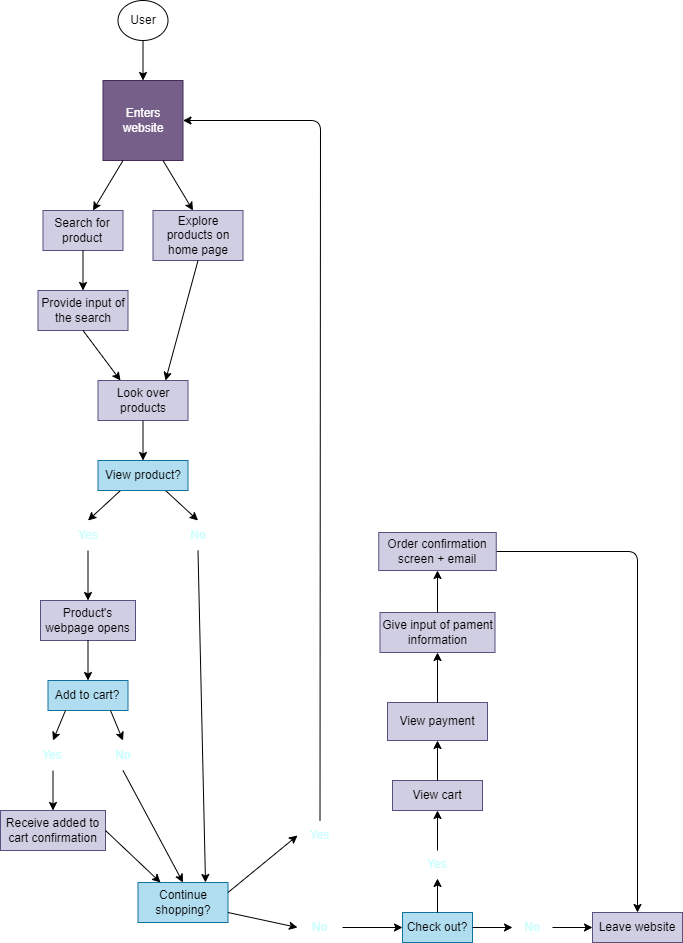 User
Enters
website
Search for
product
Explore
products on
home page
Provide input of
the search
Look over
products
View product?
Yes
No
Product's
webpage opens
Add to cart?
Yes
No
Receive added to
cart confirmation
Continue
shopping?
Yes
No
Check out?
Yes
No
Leave website
View cart
View payment
Give input of pament
information
Order confirmation
screen + email